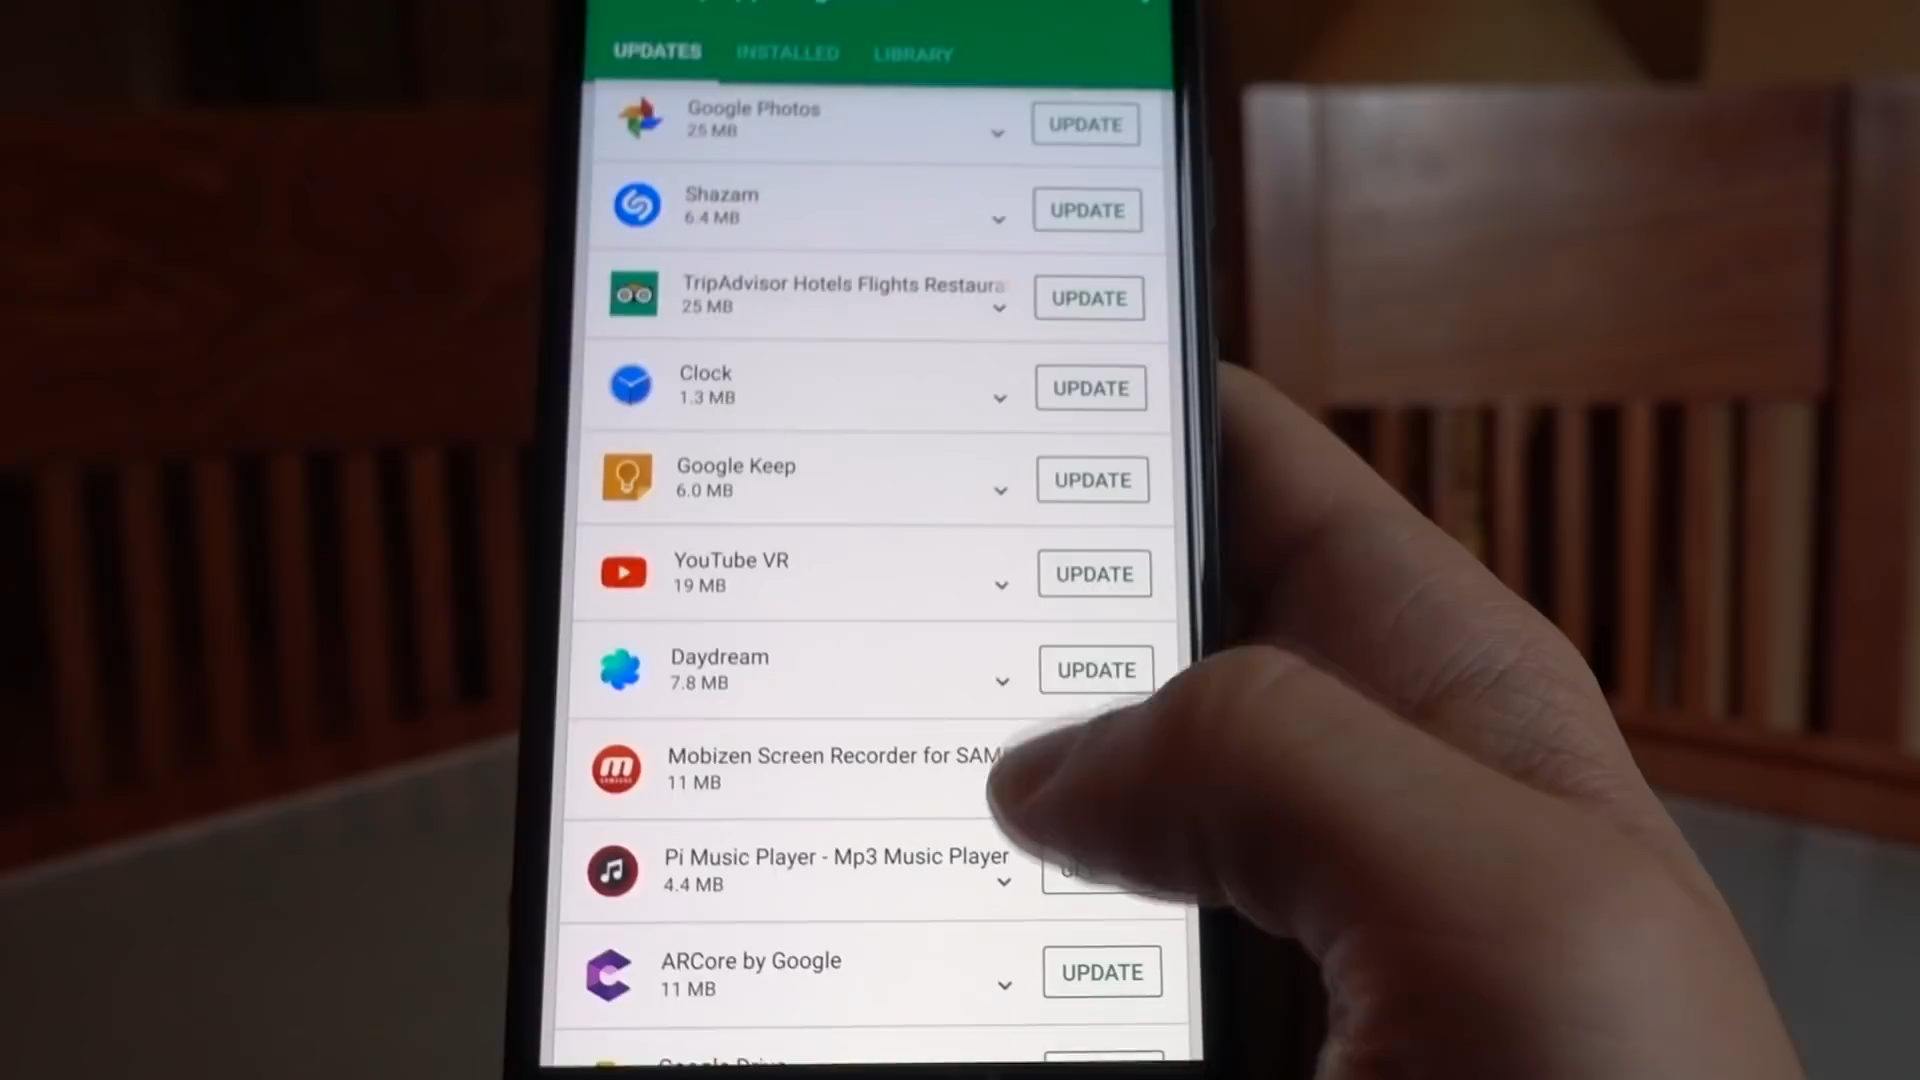 UPDATES INSTALLED LIBRARY
Google Photos
25 MB
UPDATE
Shazam
6.4 MB
UPDATE
TripAdvisor Hotels Flights Restaura
25 MB
UPDATE
Clock
1.3 MB
UPDATE
Google Keep
6.0 MB
UPDATE
YouTube VR
19 MB
UPDATE
Daydream
7.8 MB
UPDATE
Mobizen Screen Recorder for SAM
11 MB
Pi Music Player - Mp3 Music Player
4.4 MB
ARCore by Google
11 MB
UPDATE
Google Drive